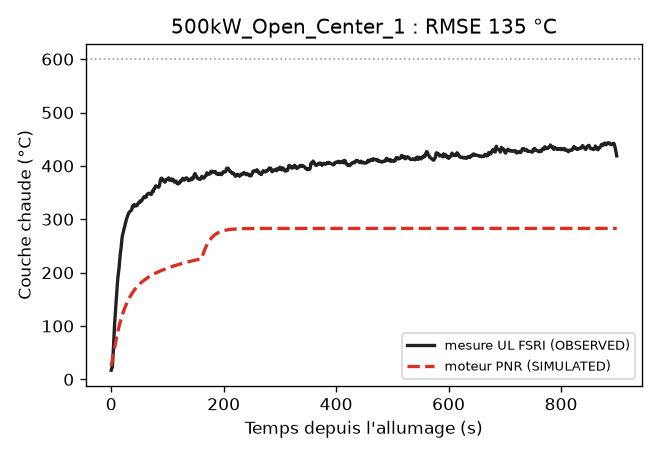 500kW_Open_Center_1 : RMSE 135 °C
Couche chaude (°C)
600
500
400
300
200
100
0
mesure UL FSRI (OBSERVED)
moteur PNR (SIMULATED)
0 200 400 600 800
Temps depuis l'allumage (s)